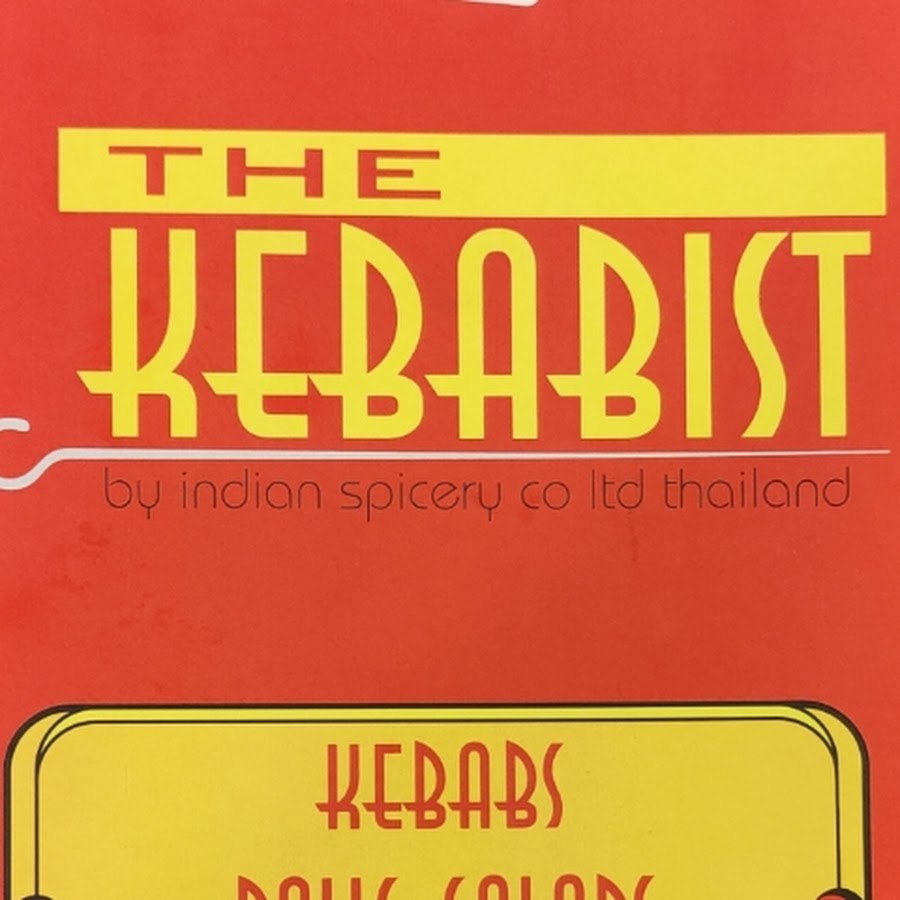 THE
KEBABIST
by indian spicery co ltd thailand
KEBABS